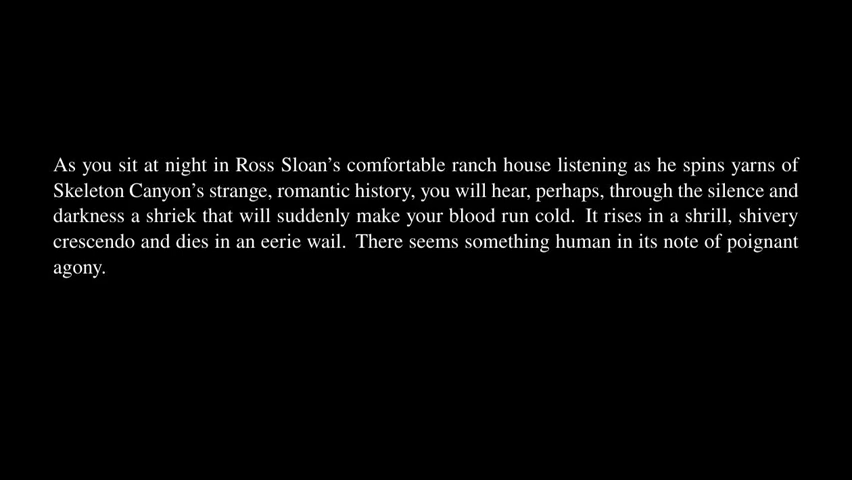 As you sit at night in Ross Sloan's comfortable ranch house listening as he spins yarns of
Skeleton Canyon's strange, romantic history, you will hear, perhaps, through the silence and
darkness a shriek that will suddenly make your blood run cold. It rises in a shrill, shivery
crescendo and dies in an eerie wail. There seems something human in its note of poignant
agony.